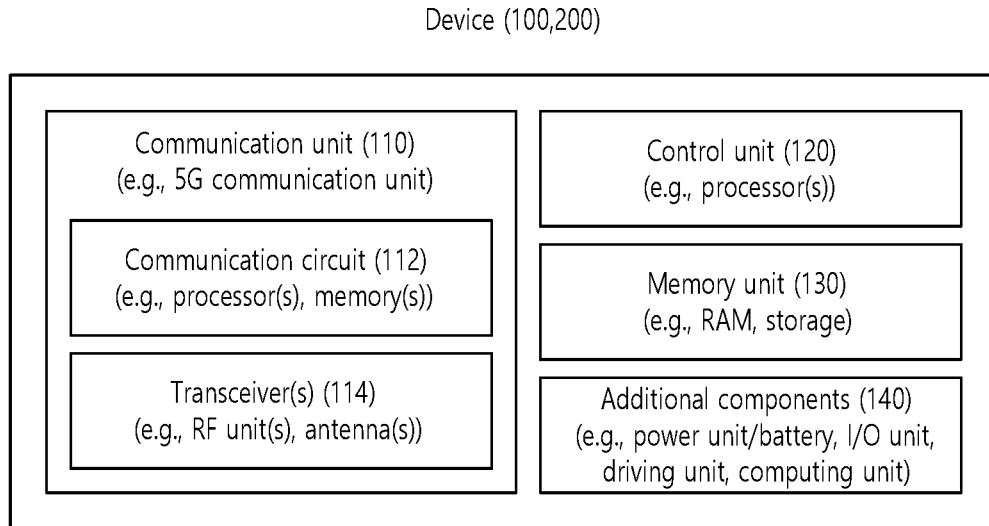 Device (100,200)
Communication unit (110)
(e.g., 5G communication unit)
Communication circuit (112)
(e.g., processor(s), memory(s))
Transceiver(s) (114)
(e.g., RF unit(s), antenna(s))
Control unit (120)
(e.g., processor(s))
Memory unit (130)
(e.g., RAM, storage)
Additional components (140)
(e.g., power unit/battery, I/O unit,
driving unit, computing unit)